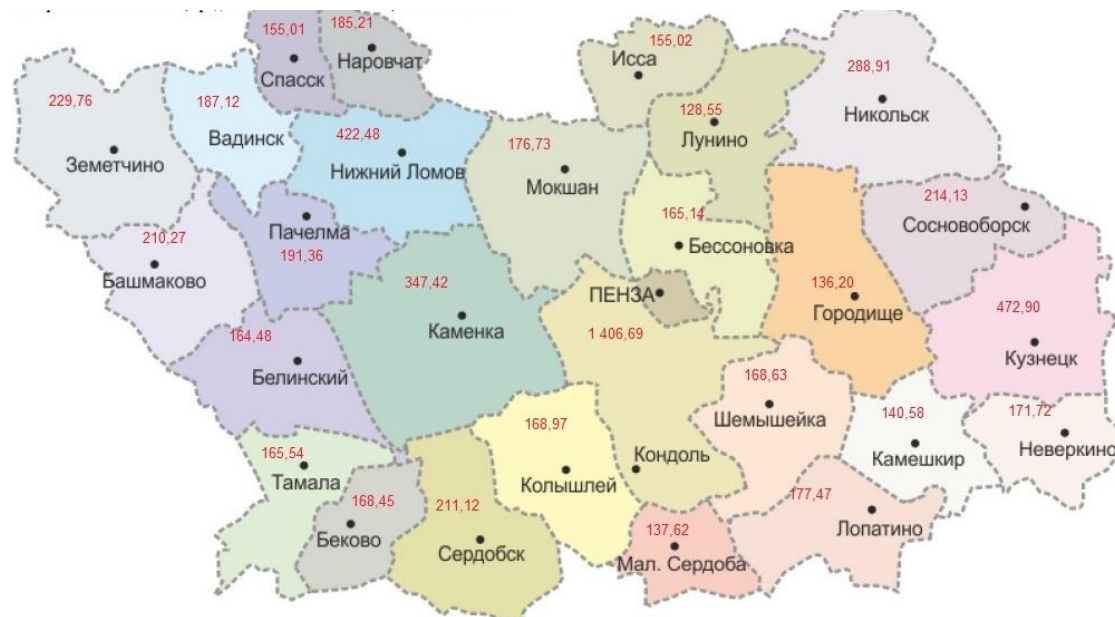 155,01
Спасск
185,21
Наровчат
155,02
Исса
288,91
Никольск
229,76
Земетчино
187,12
Вадинск
422,48
Нижний Ломов
176,73
Мокшан
128,55
Лунино
214,13
Сосновоборск
210,27
Башмаково
Пачелма
191,36
347,42
Каменка
165,14
Бессоновка
ПЕНЗА
1 406,69
136,20
Городище
472,90
Кузнецк
164,48
Белинский
168,63
Шемышейка
140,58
Камешкир
171,72
Неверкино
165,54
Тамала
168,45
Беково
211,12
Сердобск
168,97
Колышлей
Кондоль
137,62
Мал. Сердоба
177,47
Лопатино